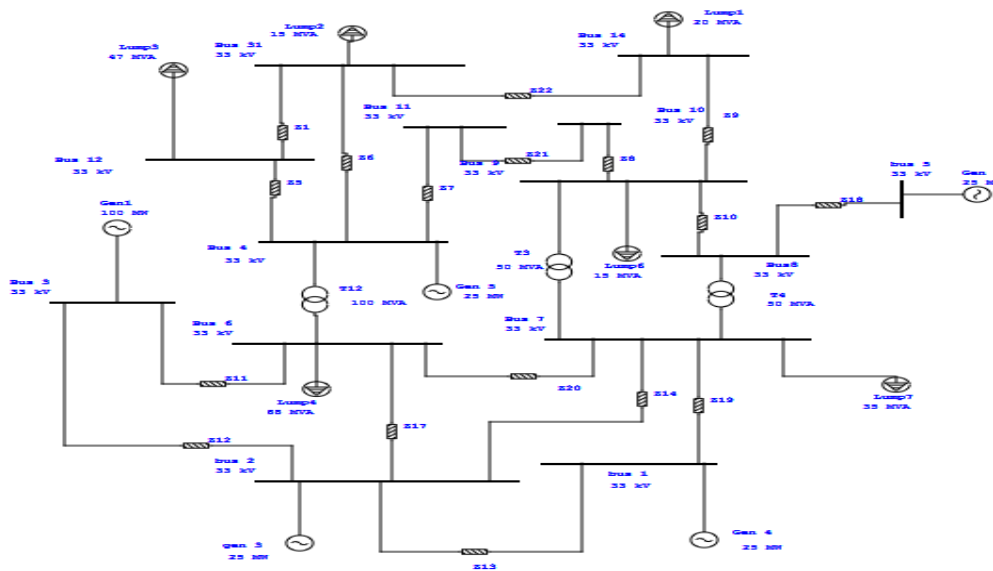 Lump3
47 MVA
Bus 31
33 kV
Lump2
15 MVA
Bus 14
33 kV
Lump1
20 MVA
Z22
Bus 11
33 kV
Bus 10
33 kV
Z9
Z1
Z6
Z21
Z8
Bus 12
33 kV
Z5
Z7
Bus 9
33 kV
bus 5
33 kV
Gen
25 M
Z18
Gen1
100 MW
Z10
Bus 4
33 kV
T3
50 MVA
Lump6
15 MVA
Bus8
33 kV
Bus 3
33 kV
T12
100 MVA
Gen 5
25 MW
T4
50 MVA
Bus 6
33 kV
Bus 7
33 kV
Z11
Lump4
68 MVA
Z20
Z14
Z19
Lump7
35 MVA
Z12
Z17
bus 2
33 kV
bus 1
33 kV
gen 3
25 MW
Gen 4
25 MW
Z13